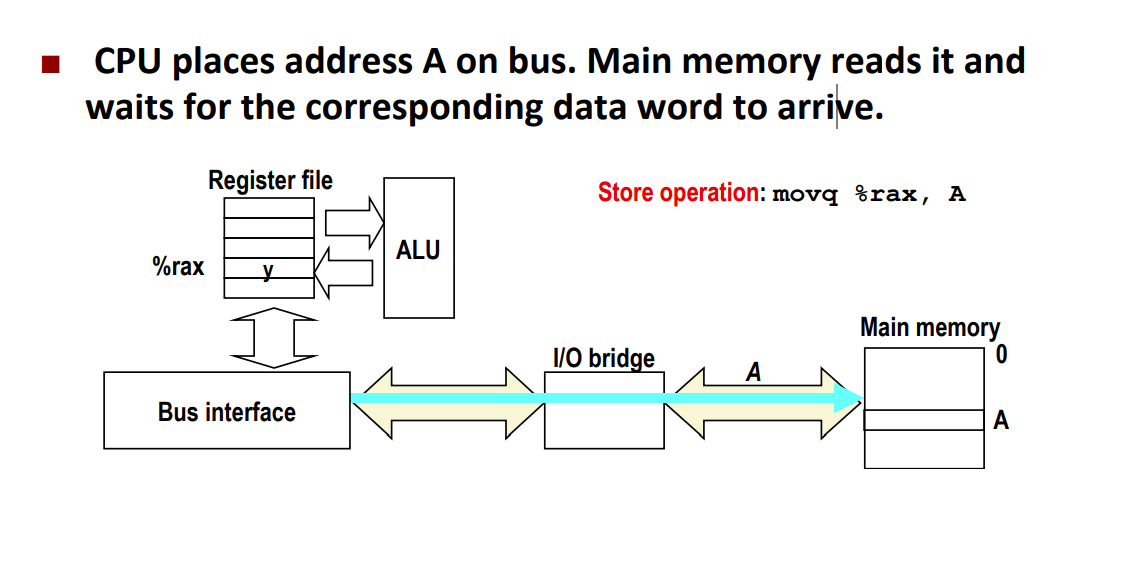 CPU places address A on bus. Main memory reads it and
waits for the corresponding data word to arrive.
Register file
Store operation: movq %rax, A
ALU
%rax
y
Main memory
0
I/O bridge
A
Bus interface
A